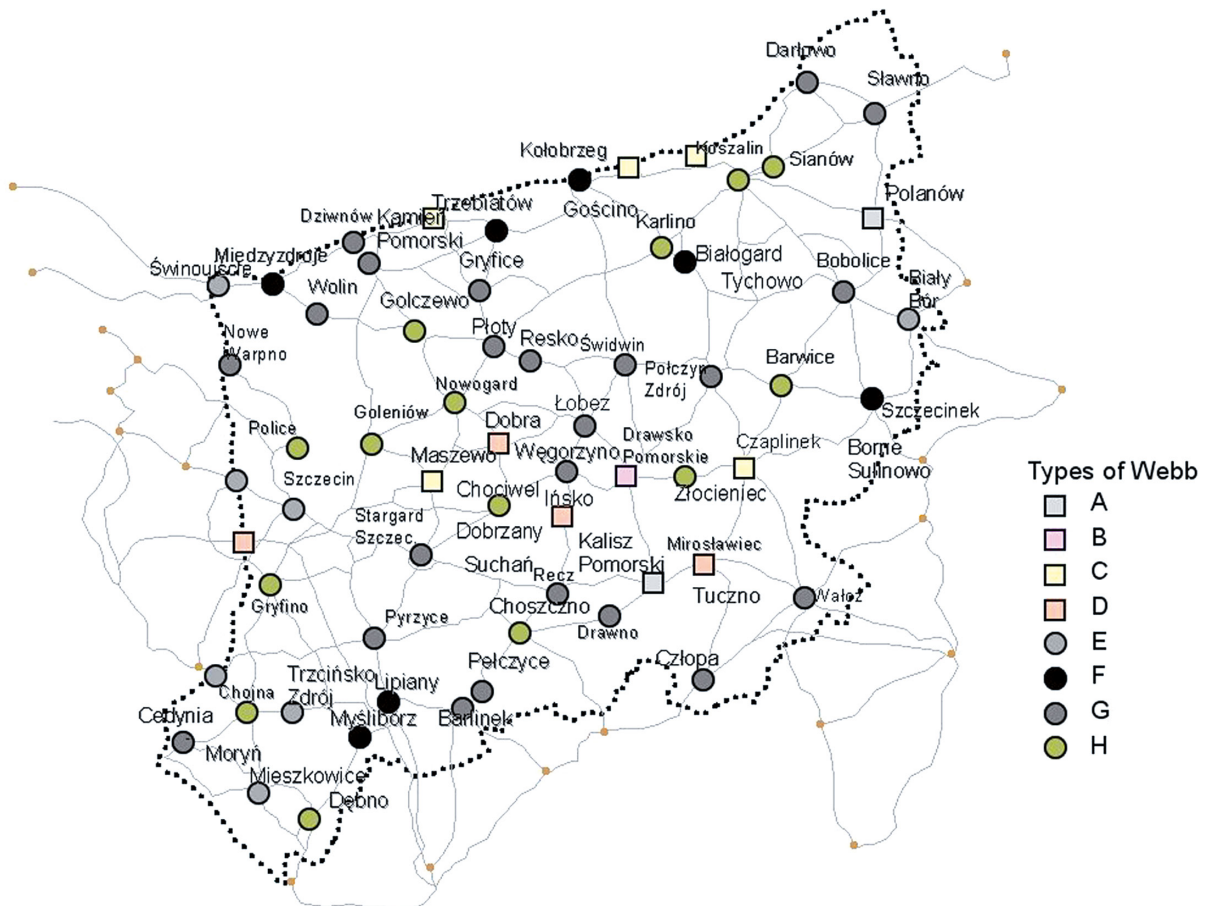 Darłowo
Sławno
Kołobrzeg
Koszalin
Sianów
Dziwnów
Kamień
Pomorski
Trzebiatów
Gościno
Karlino
Polanów
Świnoujście
Międzyzdroje
Białogard
Tychowo
Bobolice
Biały
Bór
Wolin
Gryfice
Golczewo
Nowe
Warpno
Płoty
Resko
Świdwin
Połczyn
Zdrój
Barwice
Nowogard
Szczecinek
Goleniów
Łobez
Police
Dobra
Drawsko
Pomorskie
Czaplinek
Borne
Sulinowo
Maszewo
Węgorzyno
Szczecin
Chociwel
Ińsko
Złocieniec
Stargard
Szczec.
Dobrzany
Kalisz
Pomorski
Mirosławiec
Suchań
Recz
Tuczno
Wałcz
Gryfino
Choszczno
Drawno
Pyrzyce
Pełczyce
Człopa
Trzcińsko
Zdrój
Lipiany
Chojna
Cedynia
Myślibórz
Barlinek
Moryń
Mieszkowice
Dębno
Types of Webb
A
B
C
D
E
F
G
H